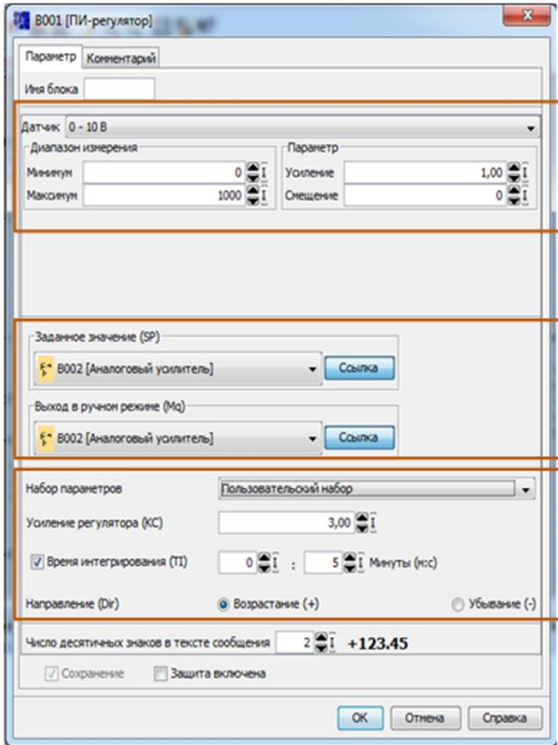 B001 [ПИ-регулятор]
Параметр Комментарий
Имя блока
Датчик 0 - 10 В
Диапазон измерения Параметр
Минимум 0 Усиление 1,00
Максимум 1000 Смещение 0
Заданное значение (SP)
B002 [Аналоговый усилитель] Ссылка
Выход в ручном режиме (Mq)
B002 [Аналоговый усилитель] Ссылка
Набор параметров Пользовательский набор
Усиление регулятора (KC) 3,00
Время интегрирования (TI) 0 : 5 Минуты (м:с)
Направление (Dir) Возрастание (+) Убывание (-)
Число десятичных знаков в тексте сообщения 2 +123.45
Сохранение Защита включена
OK Отмена Справка